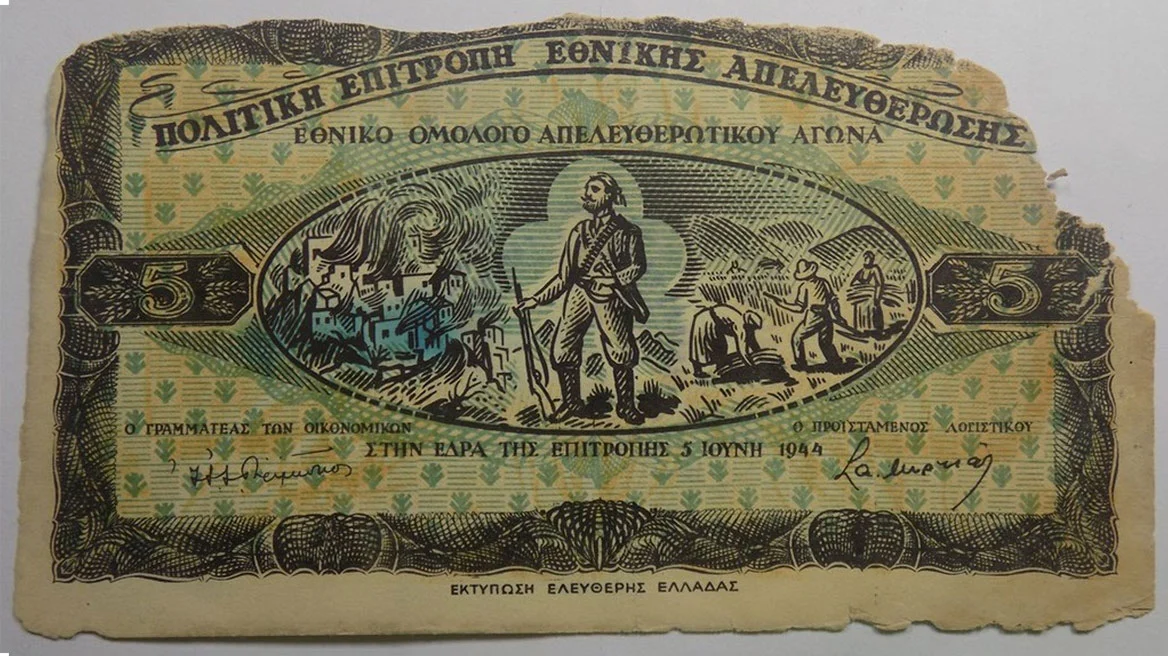 ΠΟΛΙΤΙΚΗ ΕΠΙΤΡΟΠΗ ΕΘΝΙΚΗΣ ΑΠΕΛΕΥΘΕΡΩΣΗΣ
ΕΘΝΙΚΟ ΟΜΟΛΟΓΟ ΑΠΕΛΕΥΘΕΡΩΤΙΚΟΥ ΑΓΩΝΑ
5 5
Ο ΓΡΑΜΜΑΤΕΑΣ ΤΩΝ ΟΙΚΟΝΟΜΙΚΩΝ
Ο ΠΡΟΪΣΤΑΜΕΝΟΣ ΛΟΓΙΣΤΙΚΟΥ
ΣΤΗΝ ΕΔΡΑ ΤΗΣ ΕΠΙΤΡΟΠΗΣ 5 ΙΟΥΝΗ 1944
ΕΚΤΥΠΩΣΗ ΕΛΕΥΘΕΡΗΣ ΕΛΛΑΔΑΣ